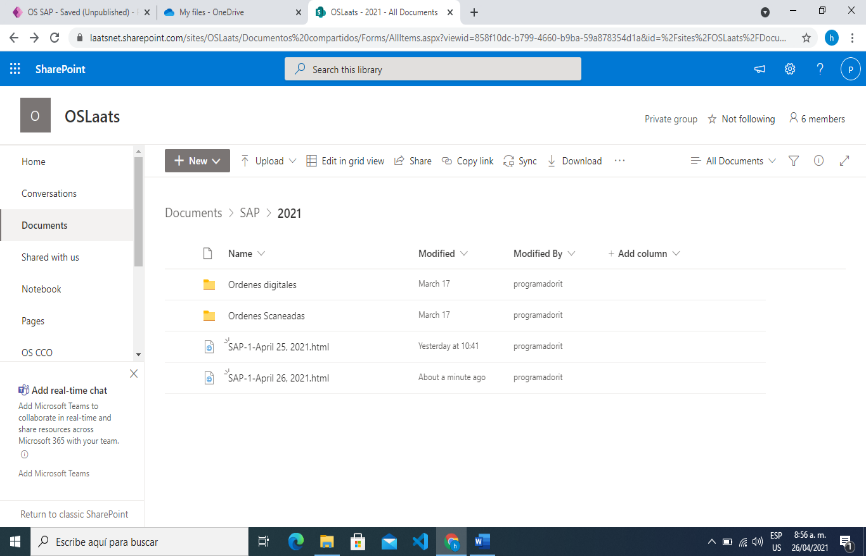 OS SAP - Saved (Unpublished) -
My files - OneDrive
OSLaats - 2021 - All Documents
laatsnet.sharepoint.com/sites/OSLaats/Documentos%20compartidos/Forms/AllItems.aspx?viewid=858f10dc-b799-4660-b9ba-59a878354d1a&id=%2Fsites%2FOSLaats%2FDocu...
h
SharePoint
Search this library
P
O
OSLaats
Private group
Not following
6 members
Home
Conversations
Documents
Shared with us
Notebook
Pages
OS CCO
+ New
Upload
Edit in grid view
Share
Copy link
Sync
Download
...
All Documents
Documents > SAP > 2021
Name
Modified
Modified By
+ Add column
Ordenes digitales
March 17
programadorit
Ordenes Scaneadas
March 17
programadorit
SAP-1-April 25. 2021.html
Yesterday at 10:41
programadorit
SAP-1-April 26. 2021.html
About a minute ago
programadorit
Add real-time chat
Add Microsoft Teams to
collaborate in real-time and
share resources across
Microsoft 365 with your team.
Add Microsoft Teams
Return to classic SharePoint
Escribe aquí para buscar
ESP
US
8:56 a. m.
26/04/2021
1